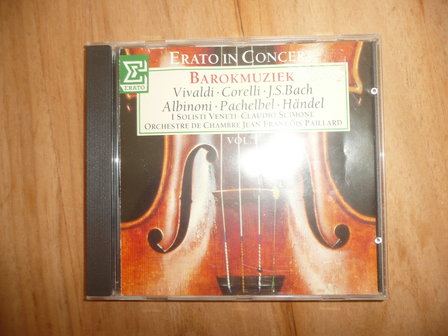 ERATO IN CONCERT
ERATO
BAROKMUZIEK
Vivaldi · Corelli · J.S.Bach
Albinoni · Pachelbel · Händel
I SOLISTI VENETI CLAUDIO SCIMONE
ORCHESTRE DE CHAMBRE JEAN FRANÇOIS PAILLARD
VOL.